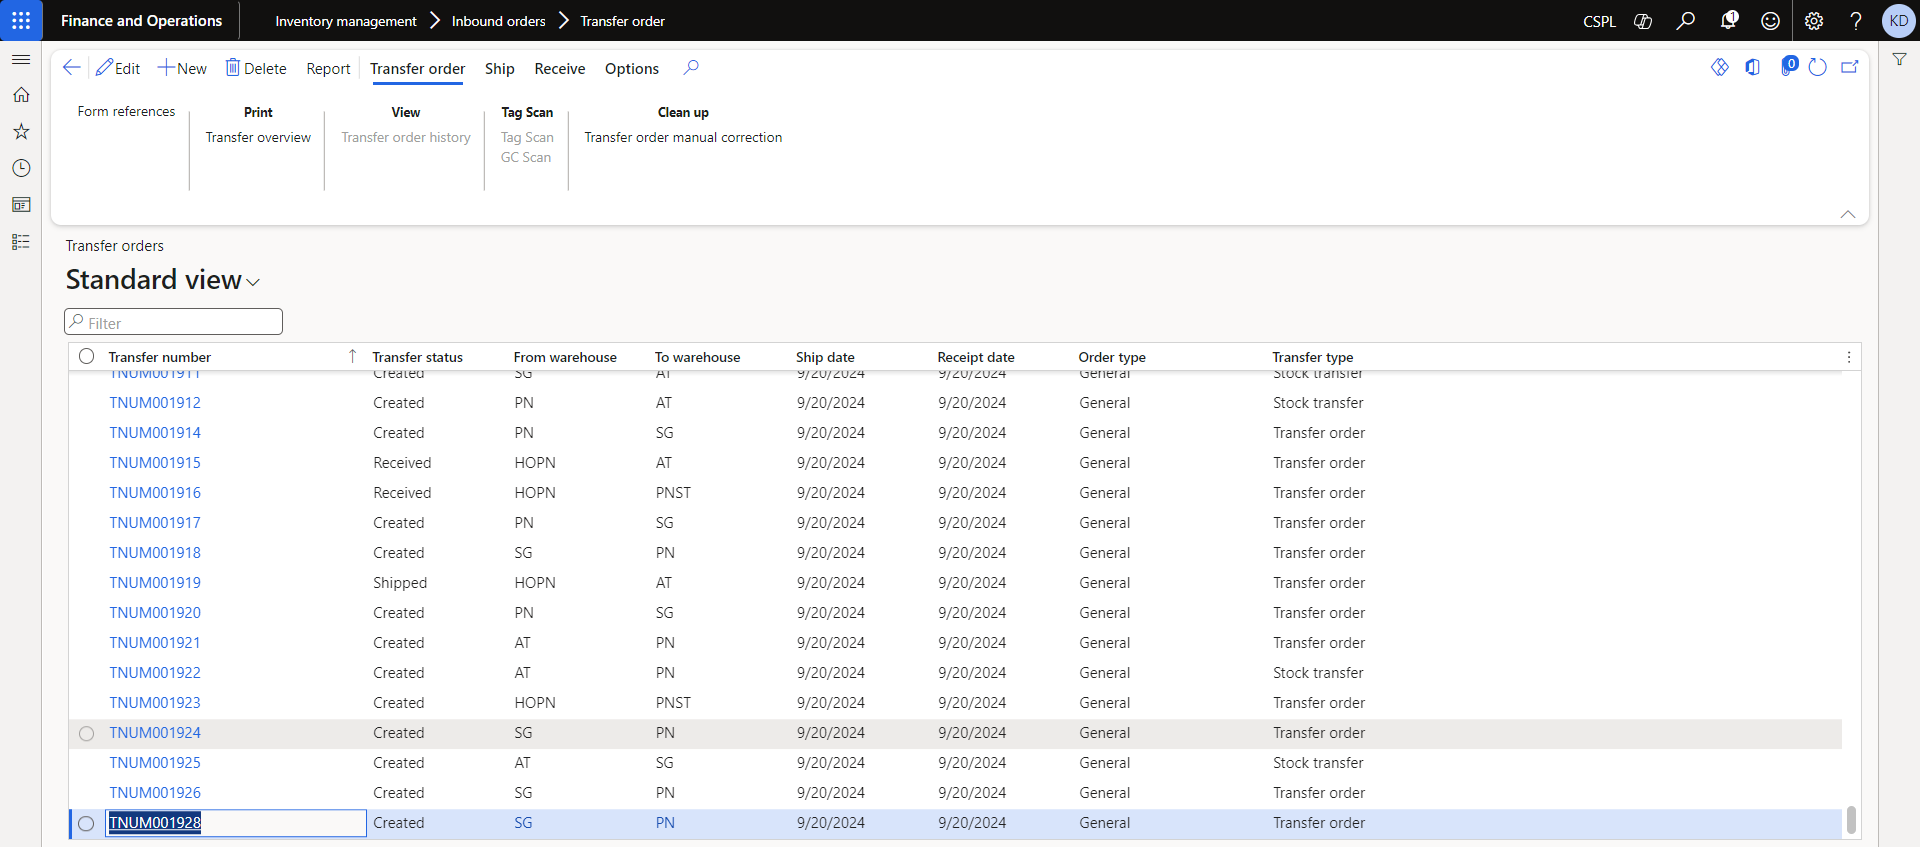 Finance and Operations Inventory management Inbound orders Transfer order CSPL 1 ? KD
Edit New Delete Report Transfer order Ship Receive Options 0
Form references Print View Tag Scan Clean up
Transfer overview Transfer order history Tag Scan Transfer order manual correction
GC Scan
Transfer orders
Standard view
Filter
Transfer number Transfer status From warehouse To warehouse Ship date Receipt date Order type Transfer type
TNUM001911 Created SG AT 9/20/2024 9/20/2024 General Stock transfer
TNUM001912 Created PN AT 9/20/2024 9/20/2024 General Stock transfer
TNUM001914 Created PN SG 9/20/2024 9/20/2024 General Transfer order
TNUM001915 Received HOPN AT 9/20/2024 9/20/2024 General Transfer order
TNUM001916 Received HOPN PNST 9/20/2024 9/20/2024 General Transfer order
TNUM001917 Created PN SG 9/20/2024 9/20/2024 General Transfer order
TNUM001918 Created SG PN 9/20/2024 9/20/2024 General Transfer order
TNUM001919 Shipped HOPN AT 9/20/2024 9/20/2024 General Transfer order
TNUM001920 Created PN SG 9/20/2024 9/20/2024 General Transfer order
TNUM001921 Created AT PN 9/20/2024 9/20/2024 General Transfer order
TNUM001922 Created AT PN 9/20/2024 9/20/2024 General Stock transfer
TNUM001923 Created HOPN PNST 9/20/2024 9/20/2024 General Transfer order
TNUM001924 Created SG PN 9/20/2024 9/20/2024 General Transfer order
TNUM001925 Created AT SG 9/20/2024 9/20/2024 General Stock transfer
TNUM001926 Created SG PN 9/20/2024 9/20/2024 General Transfer order
TNUM001928 Created SG PN 9/20/2024 9/20/2024 General Transfer order